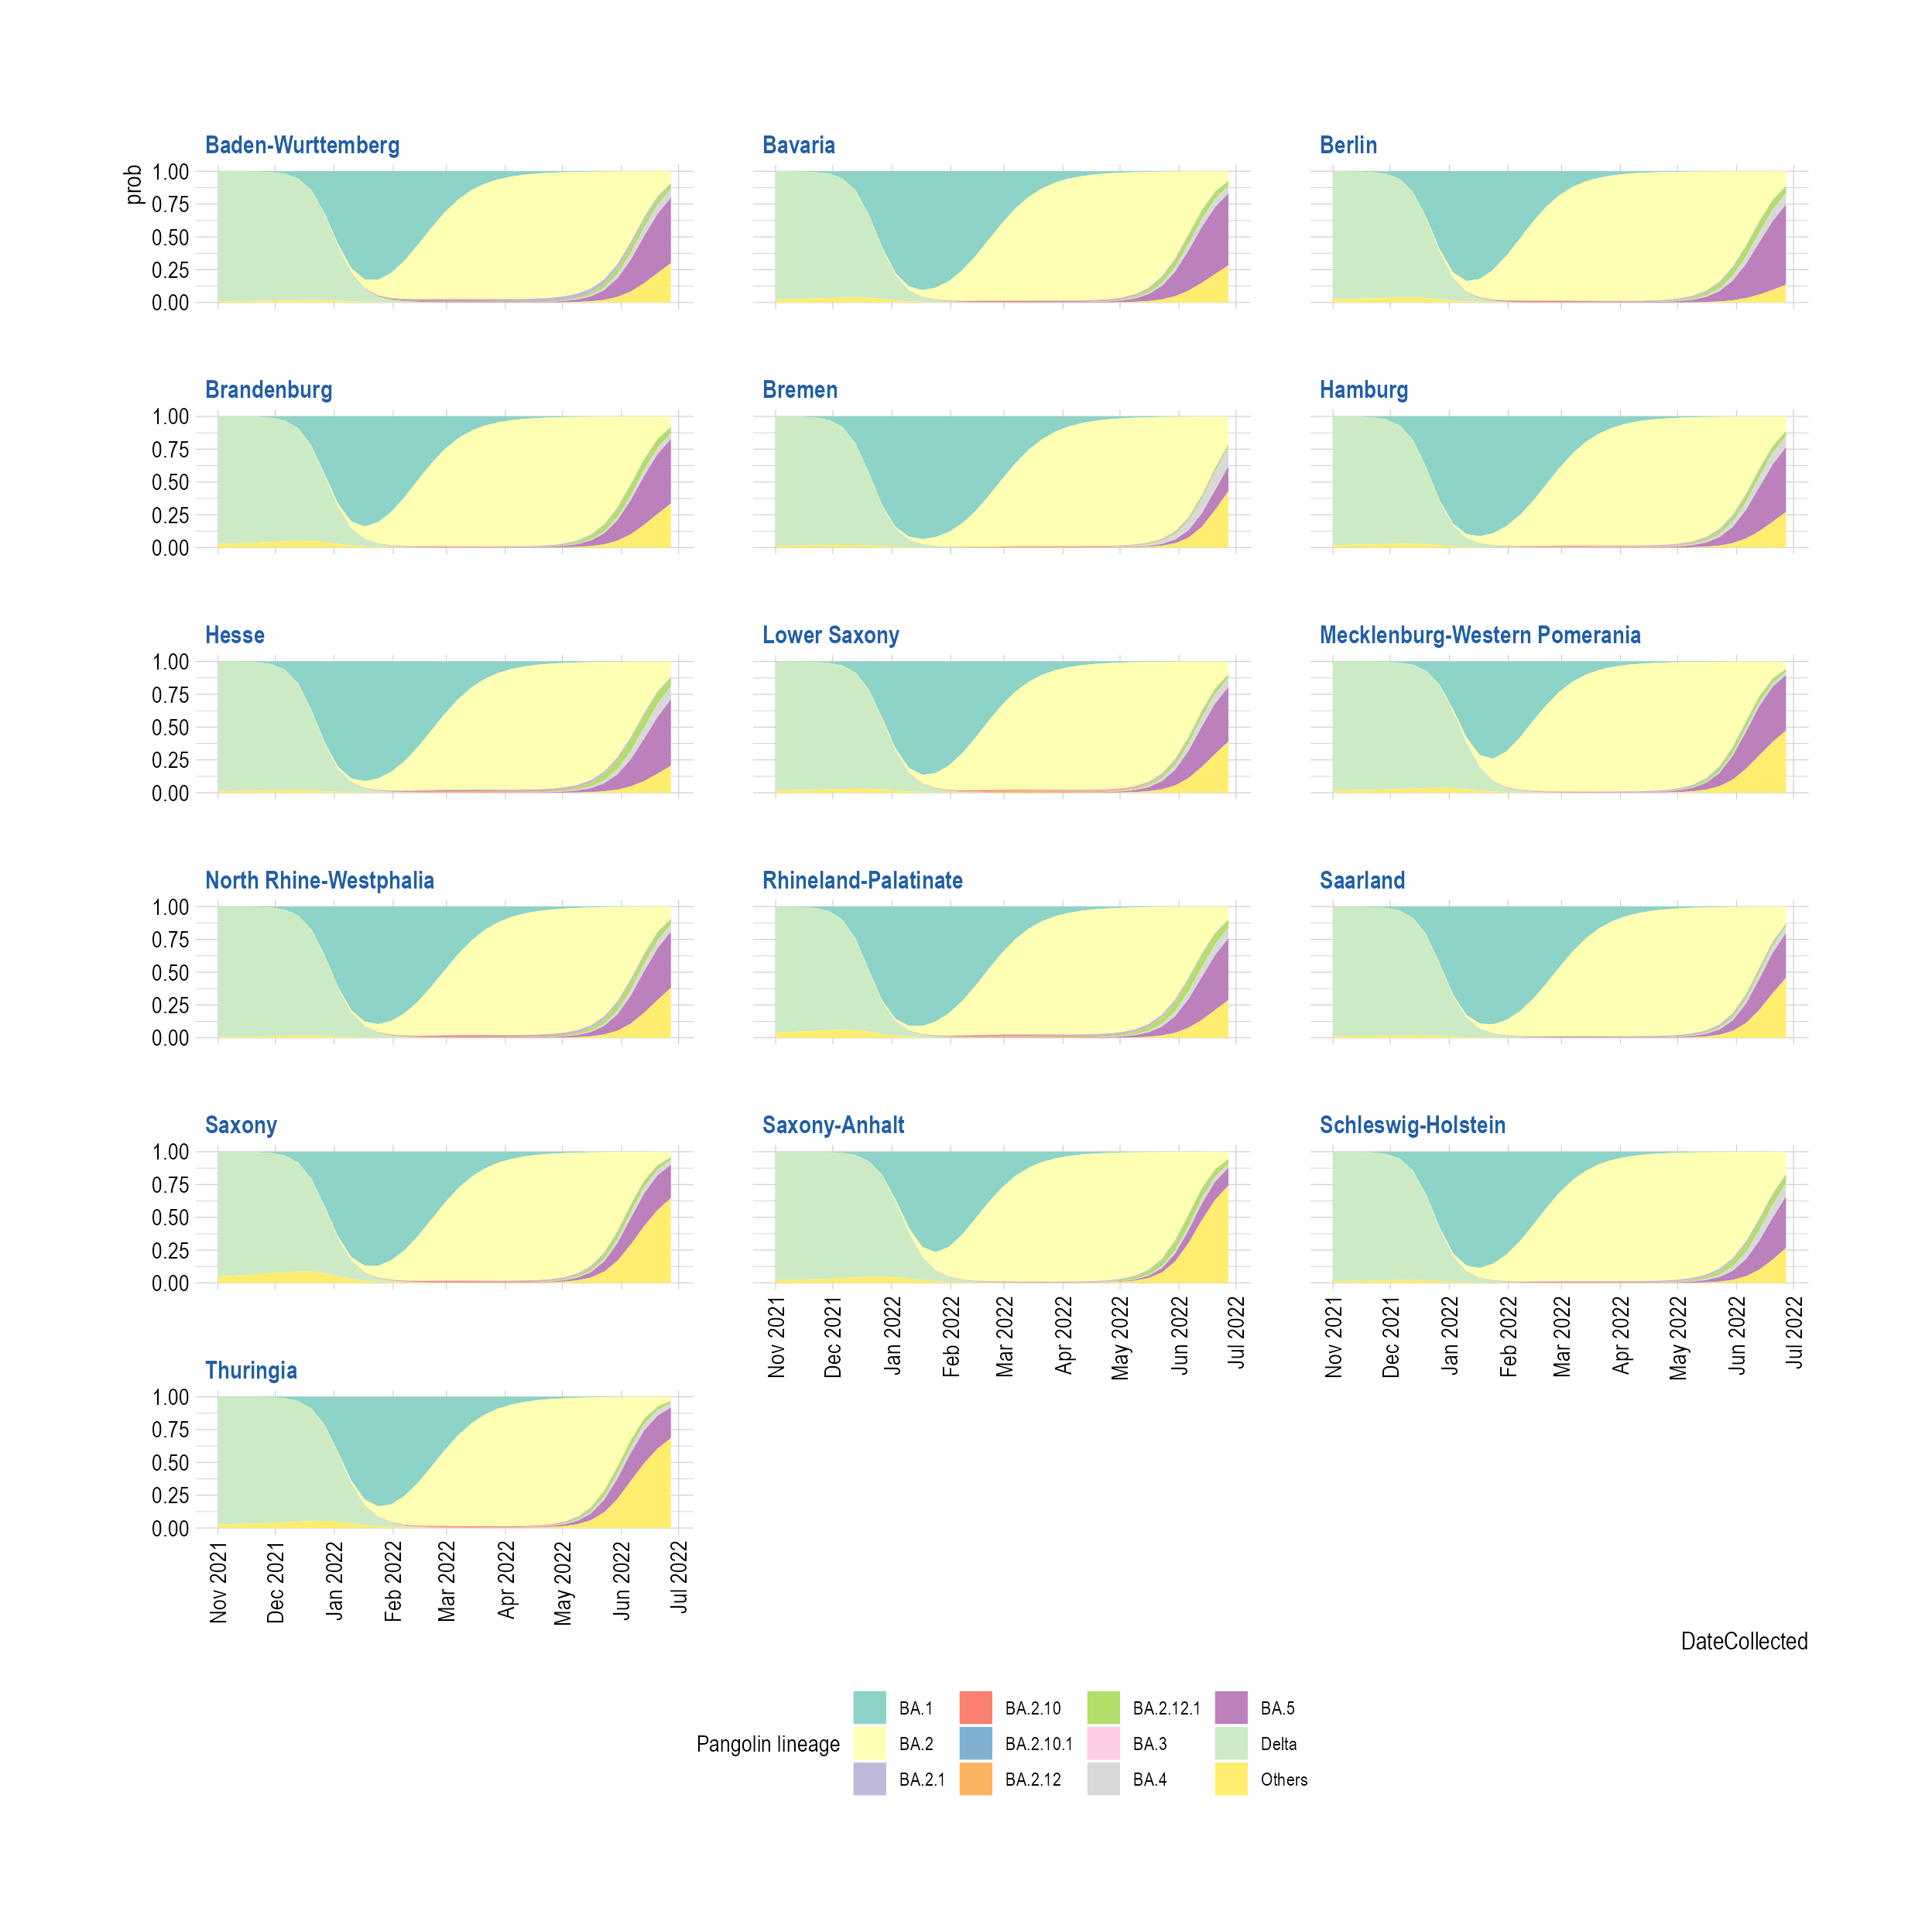 Baden-Wurttemberg
Bavaria
Berlin
prob
1.00
0.75
0.50
0.25
0.00
Brandenburg
Bremen
Hamburg
1.00
0.75
0.50
0.25
0.00
Hesse
Lower Saxony
Mecklenburg-Western Pomerania
1.00
0.75
0.50
0.25
0.00
North Rhine-Westphalia
Rhineland-Palatinate
Saarland
1.00
0.75
0.50
0.25
0.00
Saxony
Saxony-Anhalt
Schleswig-Holstein
1.00
0.75
0.50
0.25
0.00
Nov 2021
Dec 2021
Jan 2022
Feb 2022
Mar 2022
Apr 2022
May 2022
Jun 2022
Jul 2022
Nov 2021
Dec 2021
Jan 2022
Feb 2022
Mar 2022
Apr 2022
May 2022
Jun 2022
Jul 2022
Thuringia
1.00
0.75
0.50
0.25
0.00
Nov 2021
Dec 2021
Jan 2022
Feb 2022
Mar 2022
Apr 2022
May 2022
Jun 2022
Jul 2022
DateCollected
Pangolin lineage
BA.1
BA.2
BA.2.1
BA.2.10
BA.2.10.1
BA.2.12
BA.2.12.1
BA.3
BA.4
BA.5
Delta
Others